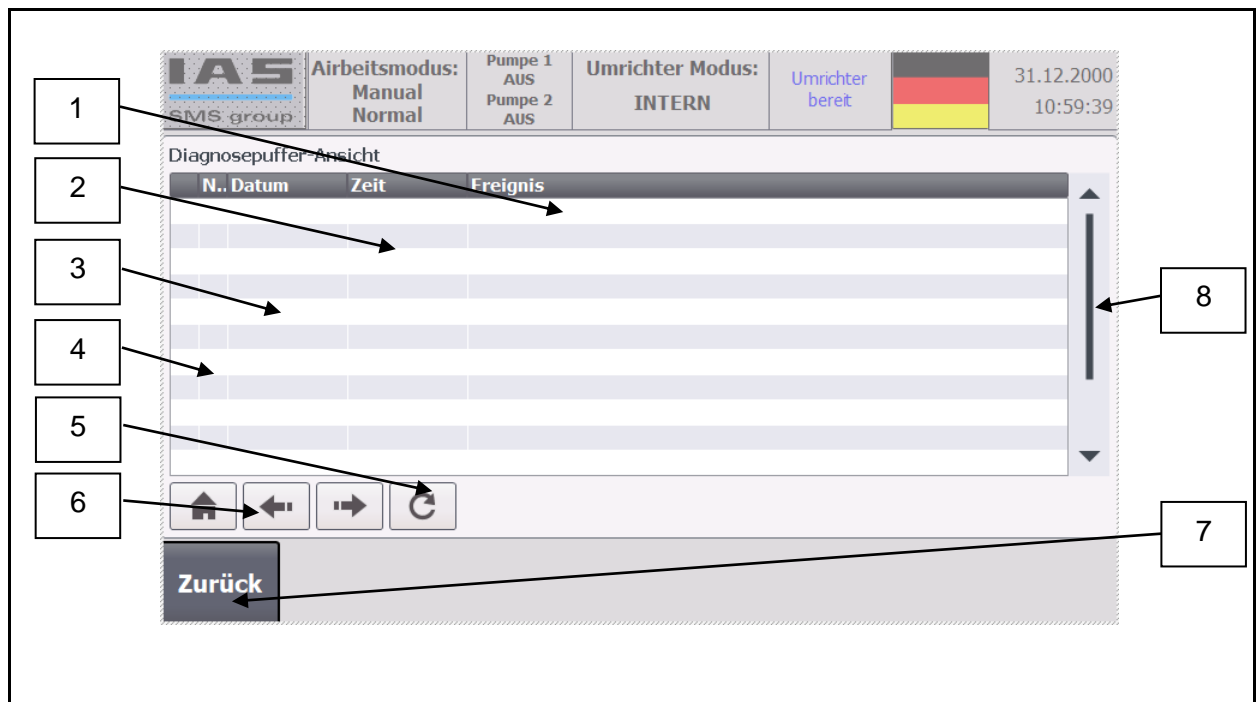 IAS
SMS group
Airbeitsmodus:
Manual
Normal
Pumpe 1
AUS
Pumpe 2
AUS
Umrichter Modus:
INTERN
Umrichter
bereit
31.12.2000
10:59:39
Diagnosepuffer-Ansicht
N.. Datum Zeit Ereignis
Zurück
1
2
3
4
5
6
7
8